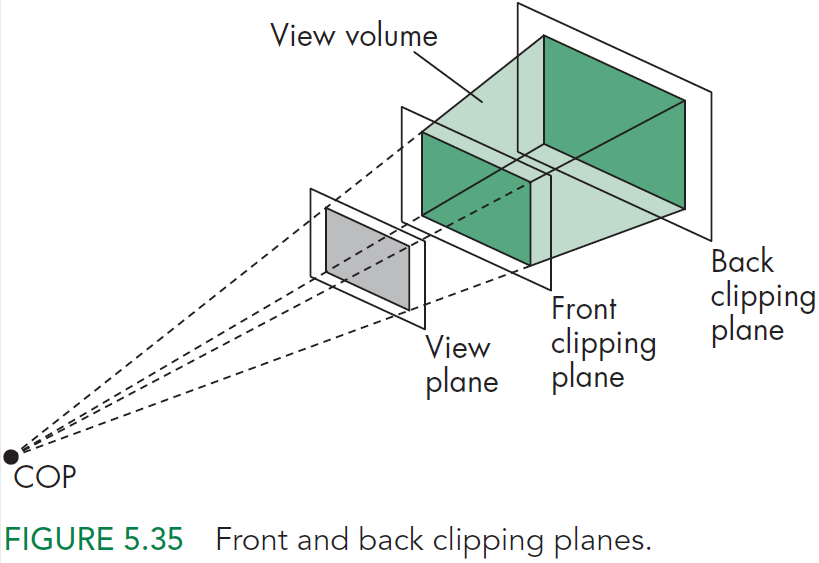 View volume
Back
clipping
plane
Front
clipping
plane
View
plane
COP
FIGURE 5.35 Front and back clipping planes.